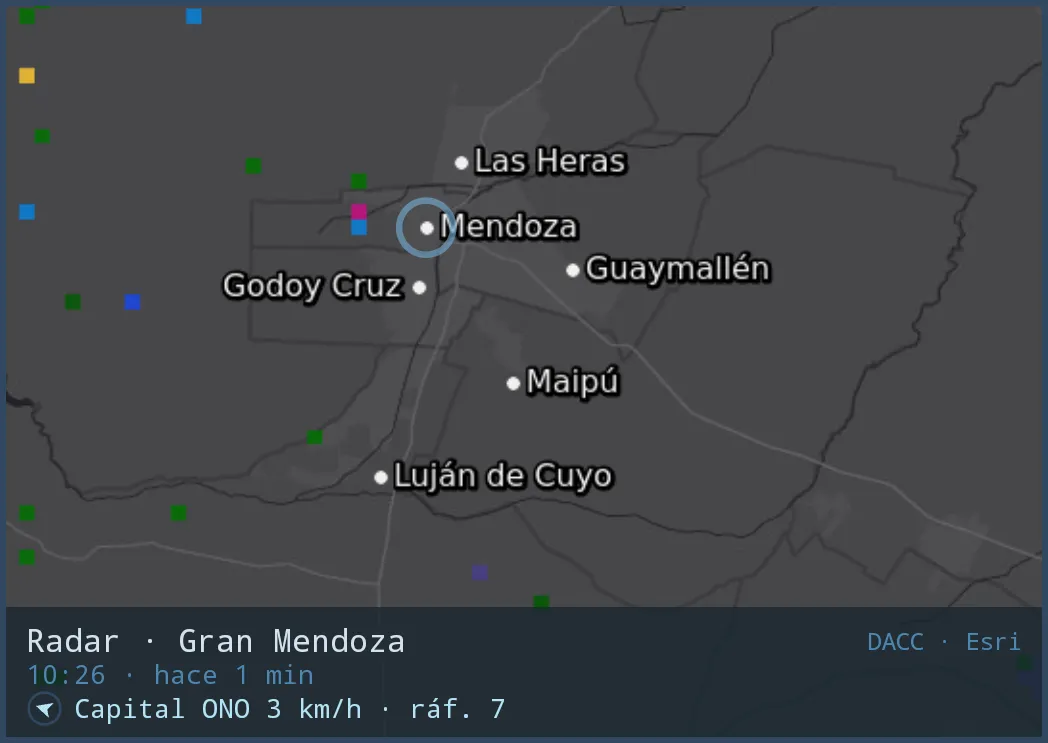 Las Heras
Mendoza
Guaymallén
Godoy Cruz
Maipú
Luján de Cuyo
Radar · Gran Mendoza
DACC · Esri
10:26 · hace 1 min
Capital ONO 3 km/h · ráf. 7